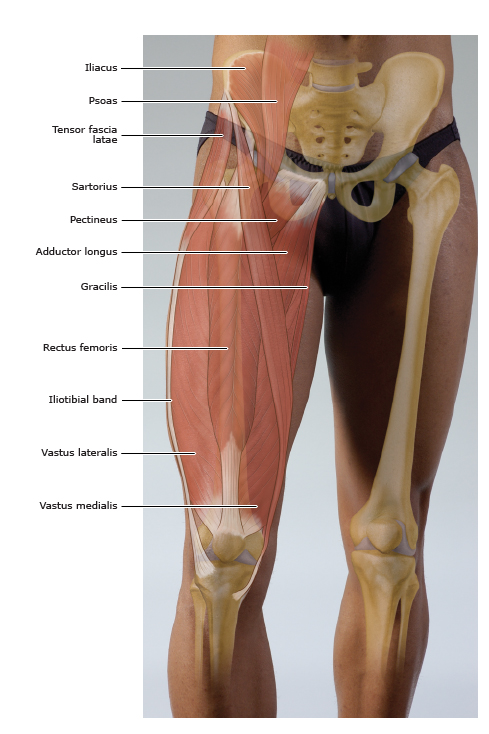 Iliacus
Psoas
Tensor fascia
latae
Sartorius
Pectineus
Adductor longus
Gracilis
Rectus femoris
Iliotibial band
Vastus lateralis
Vastus medialis